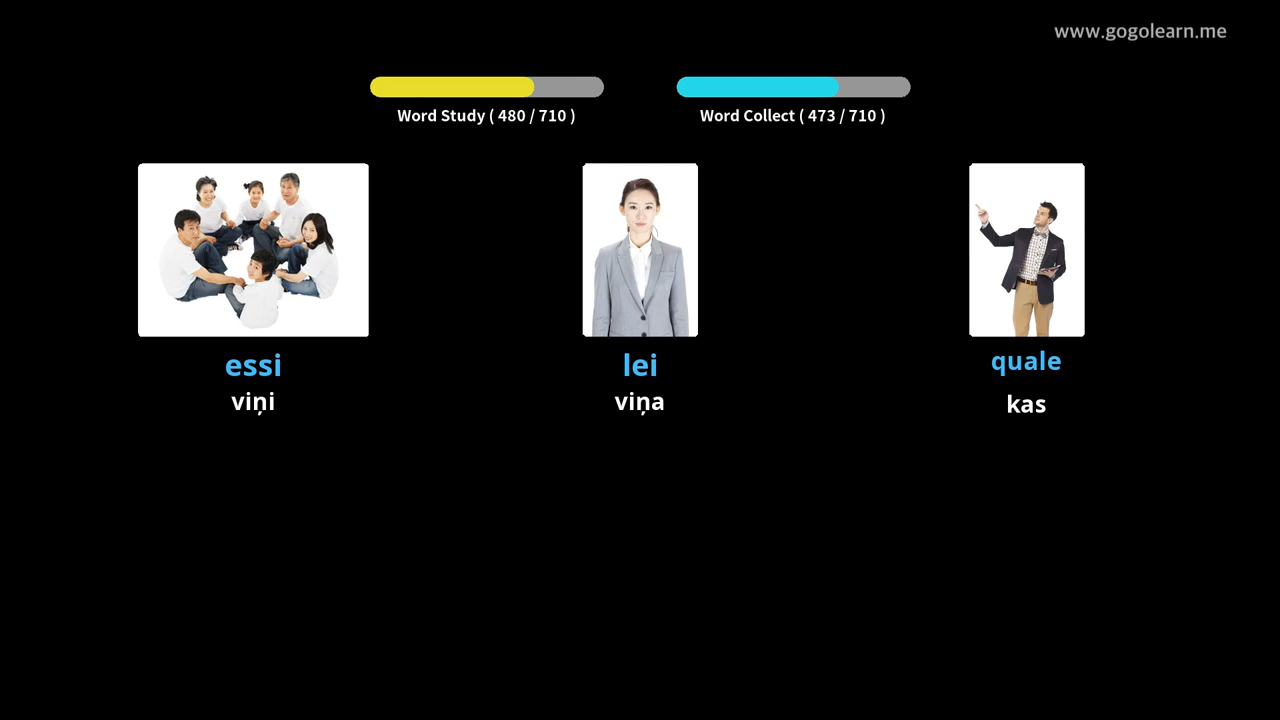 www.gogolearn.me
Word Study ( 480 / 710 )
Word Collect ( 473 / 710 )
essi
lei
quale
viņi
viņa
kas